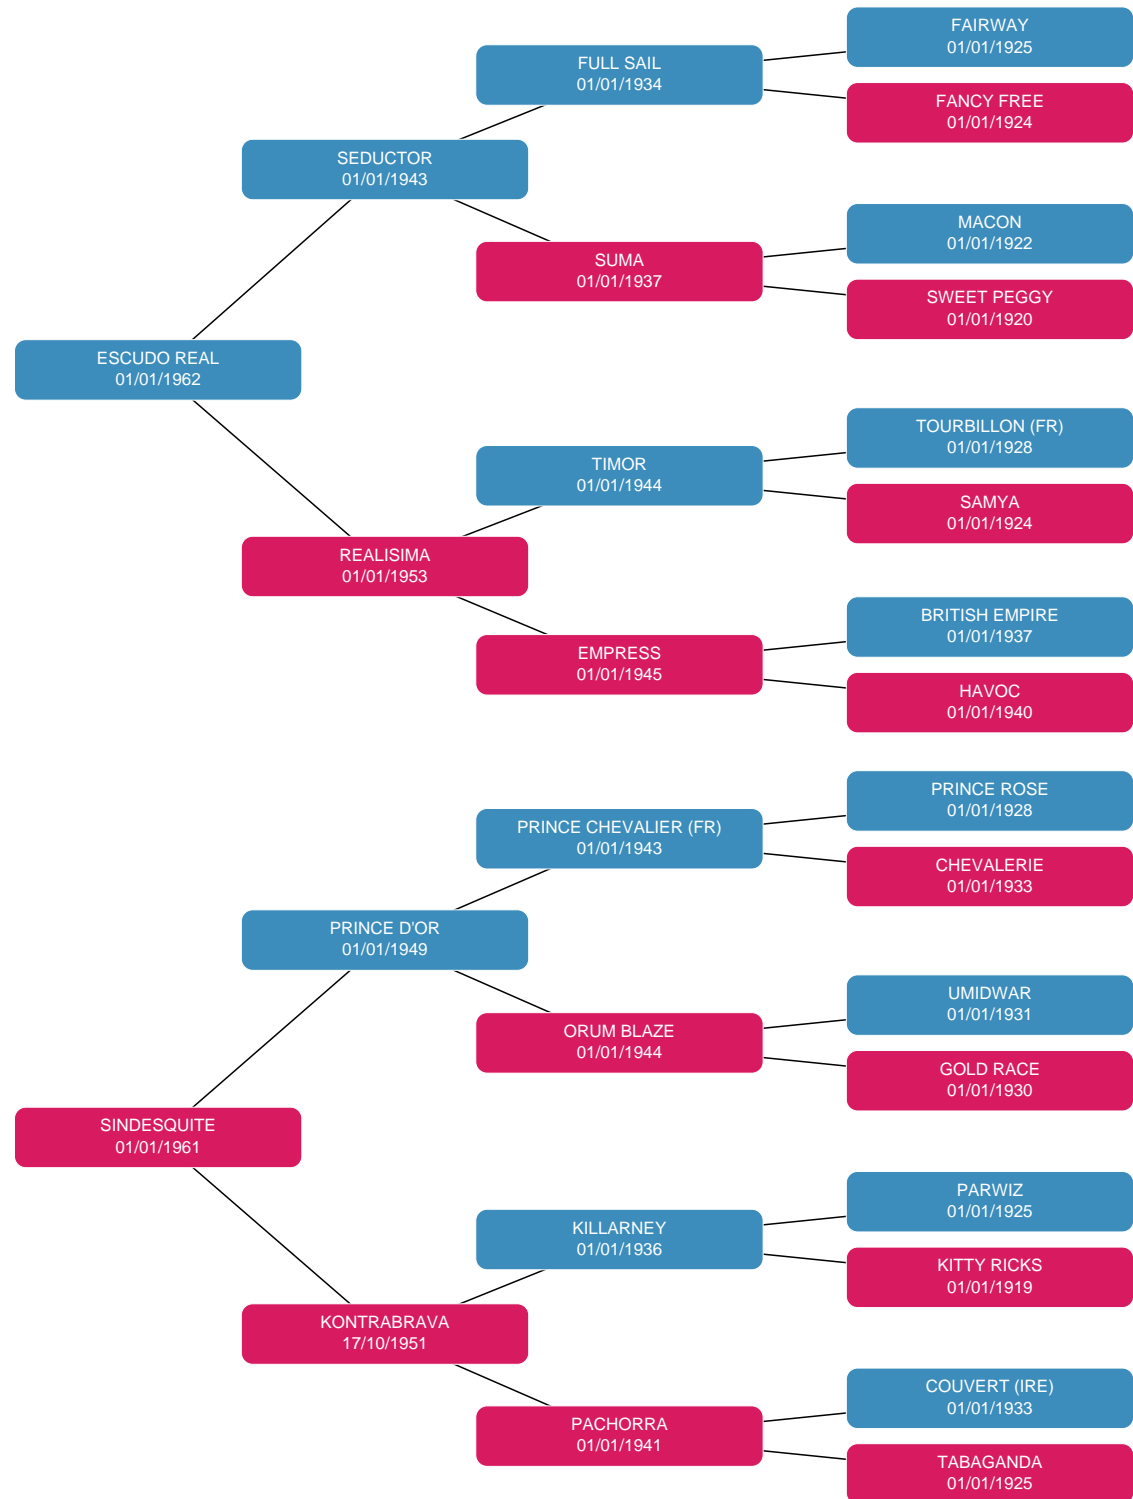 FAIRWAY
01/01/1925
FULL SAIL
01/01/1934
FANCY FREE
01/01/1924
SEDUCTOR
01/01/1943
MACON
01/01/1922
SUMA
01/01/1937
SWEET PEGGY
01/01/1920
ESCUDO REAL
01/01/1962
TOURBILLON (FR)
01/01/1928
TIMOR
01/01/1944
SAMYA
01/01/1924
REALISIMA
01/01/1953
BRITISH EMPIRE
01/01/1937
EMPRESS
01/01/1945
HAVOC
01/01/1940
PRINCE ROSE
01/01/1928
PRINCE CHEVALIER (FR)
01/01/1943
CHEVALERIE
01/01/1933
PRINCE D'OR
01/01/1949
UMIDWAR
01/01/1931
ORUM BLAZE
01/01/1944
GOLD RACE
01/01/1930
SINDESQUITE
01/01/1961
PARWIZ
01/01/1925
KILLARNEY
01/01/1936
KITTY RICKS
01/01/1919
KONTRABRAVA
17/10/1951
COUVERT (IRE)
01/01/1933
PACHORRA
01/01/1941
TABAGANDA
01/01/1925